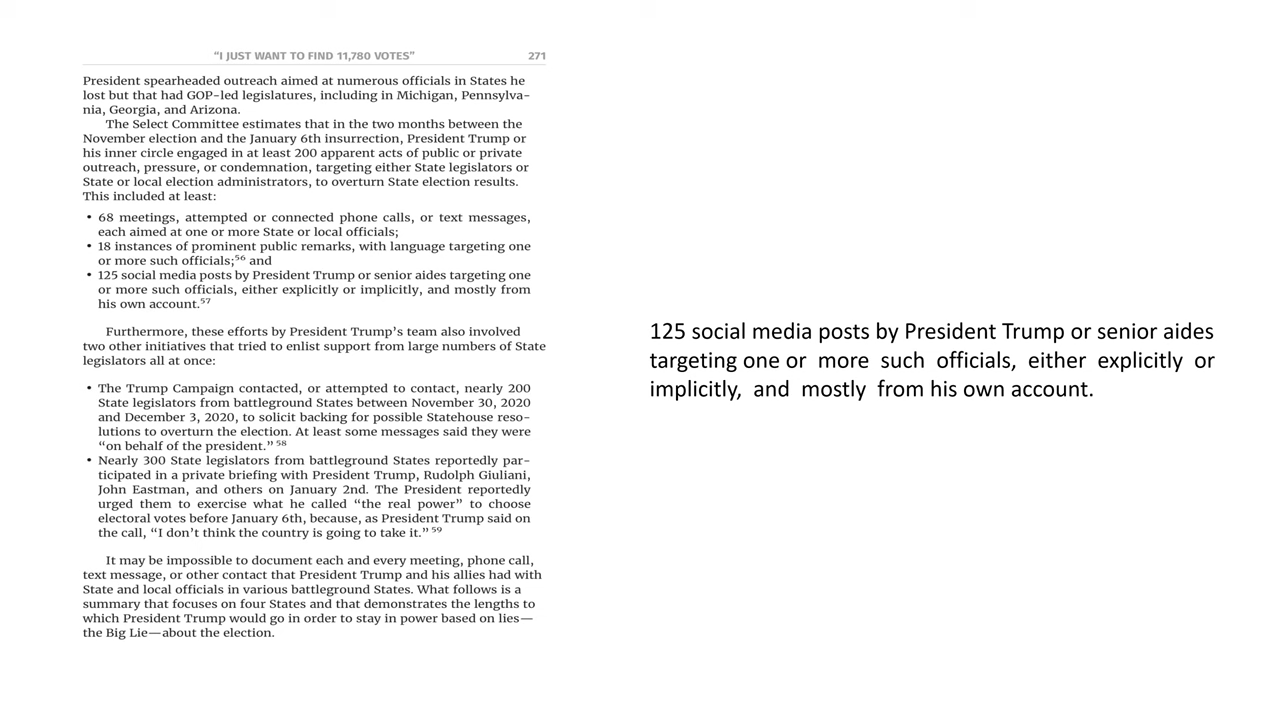 “I JUST WANT TO FIND 11,780 VOTES” 271
President spearheaded outreach aimed at numerous officials in States he
lost but that had GOP-led legislatures, including in Michigan, Pennsylva-
nia, Georgia, and Arizona.
The Select Committee estimates that in the two months between the
November election and the January 6th insurrection, President Trump or
his inner circle engaged in at least 200 apparent acts of public or private
outreach, pressure, or condemnation, targeting either State legislators or
State or local election administrators, to overturn State election results.
This included at least:
• 68 meetings, attempted or connected phone calls, or text messages,
each aimed at one or more State or local officials;
• 18 instances of prominent public remarks, with language targeting one
or more such officials;⁵⁶ and
• 125 social media posts by President Trump or senior aides targeting one
or more such officials, either explicitly or implicitly, and mostly from
his own account.⁵⁷
Furthermore, these efforts by President Trump’s team also involved
two other initiatives that tried to enlist support from large numbers of State
legislators all at once:
• The Trump Campaign contacted, or attempted to contact, nearly 200
State legislators from battleground States between November 30, 2020
and December 3, 2020, to solicit backing for possible Statehouse reso-
lutions to overturn the election. At least some messages said they were
“on behalf of the president.” ⁵⁸
• Nearly 300 State legislators from battleground States reportedly par-
ticipated in a private briefing with President Trump, Rudolph Giuliani,
John Eastman, and others on January 2nd. The President reportedly
urged them to exercise what he called “the real power” to choose
electoral votes before January 6th, because, as President Trump said on
the call, “I don’t think the country is going to take it.” ⁵⁹
It may be impossible to document each and every meeting, phone call,
text message, or other contact that President Trump and his allies had with
State and local officials in various battleground States. What follows is a
summary that focuses on four States and that demonstrates the lengths to
which President Trump would go in order to stay in power based on lies—
the Big Lie—about the election.
125 social media posts by President Trump or senior aides
targeting one or more such officials, either explicitly or
implicitly, and mostly from his own account.